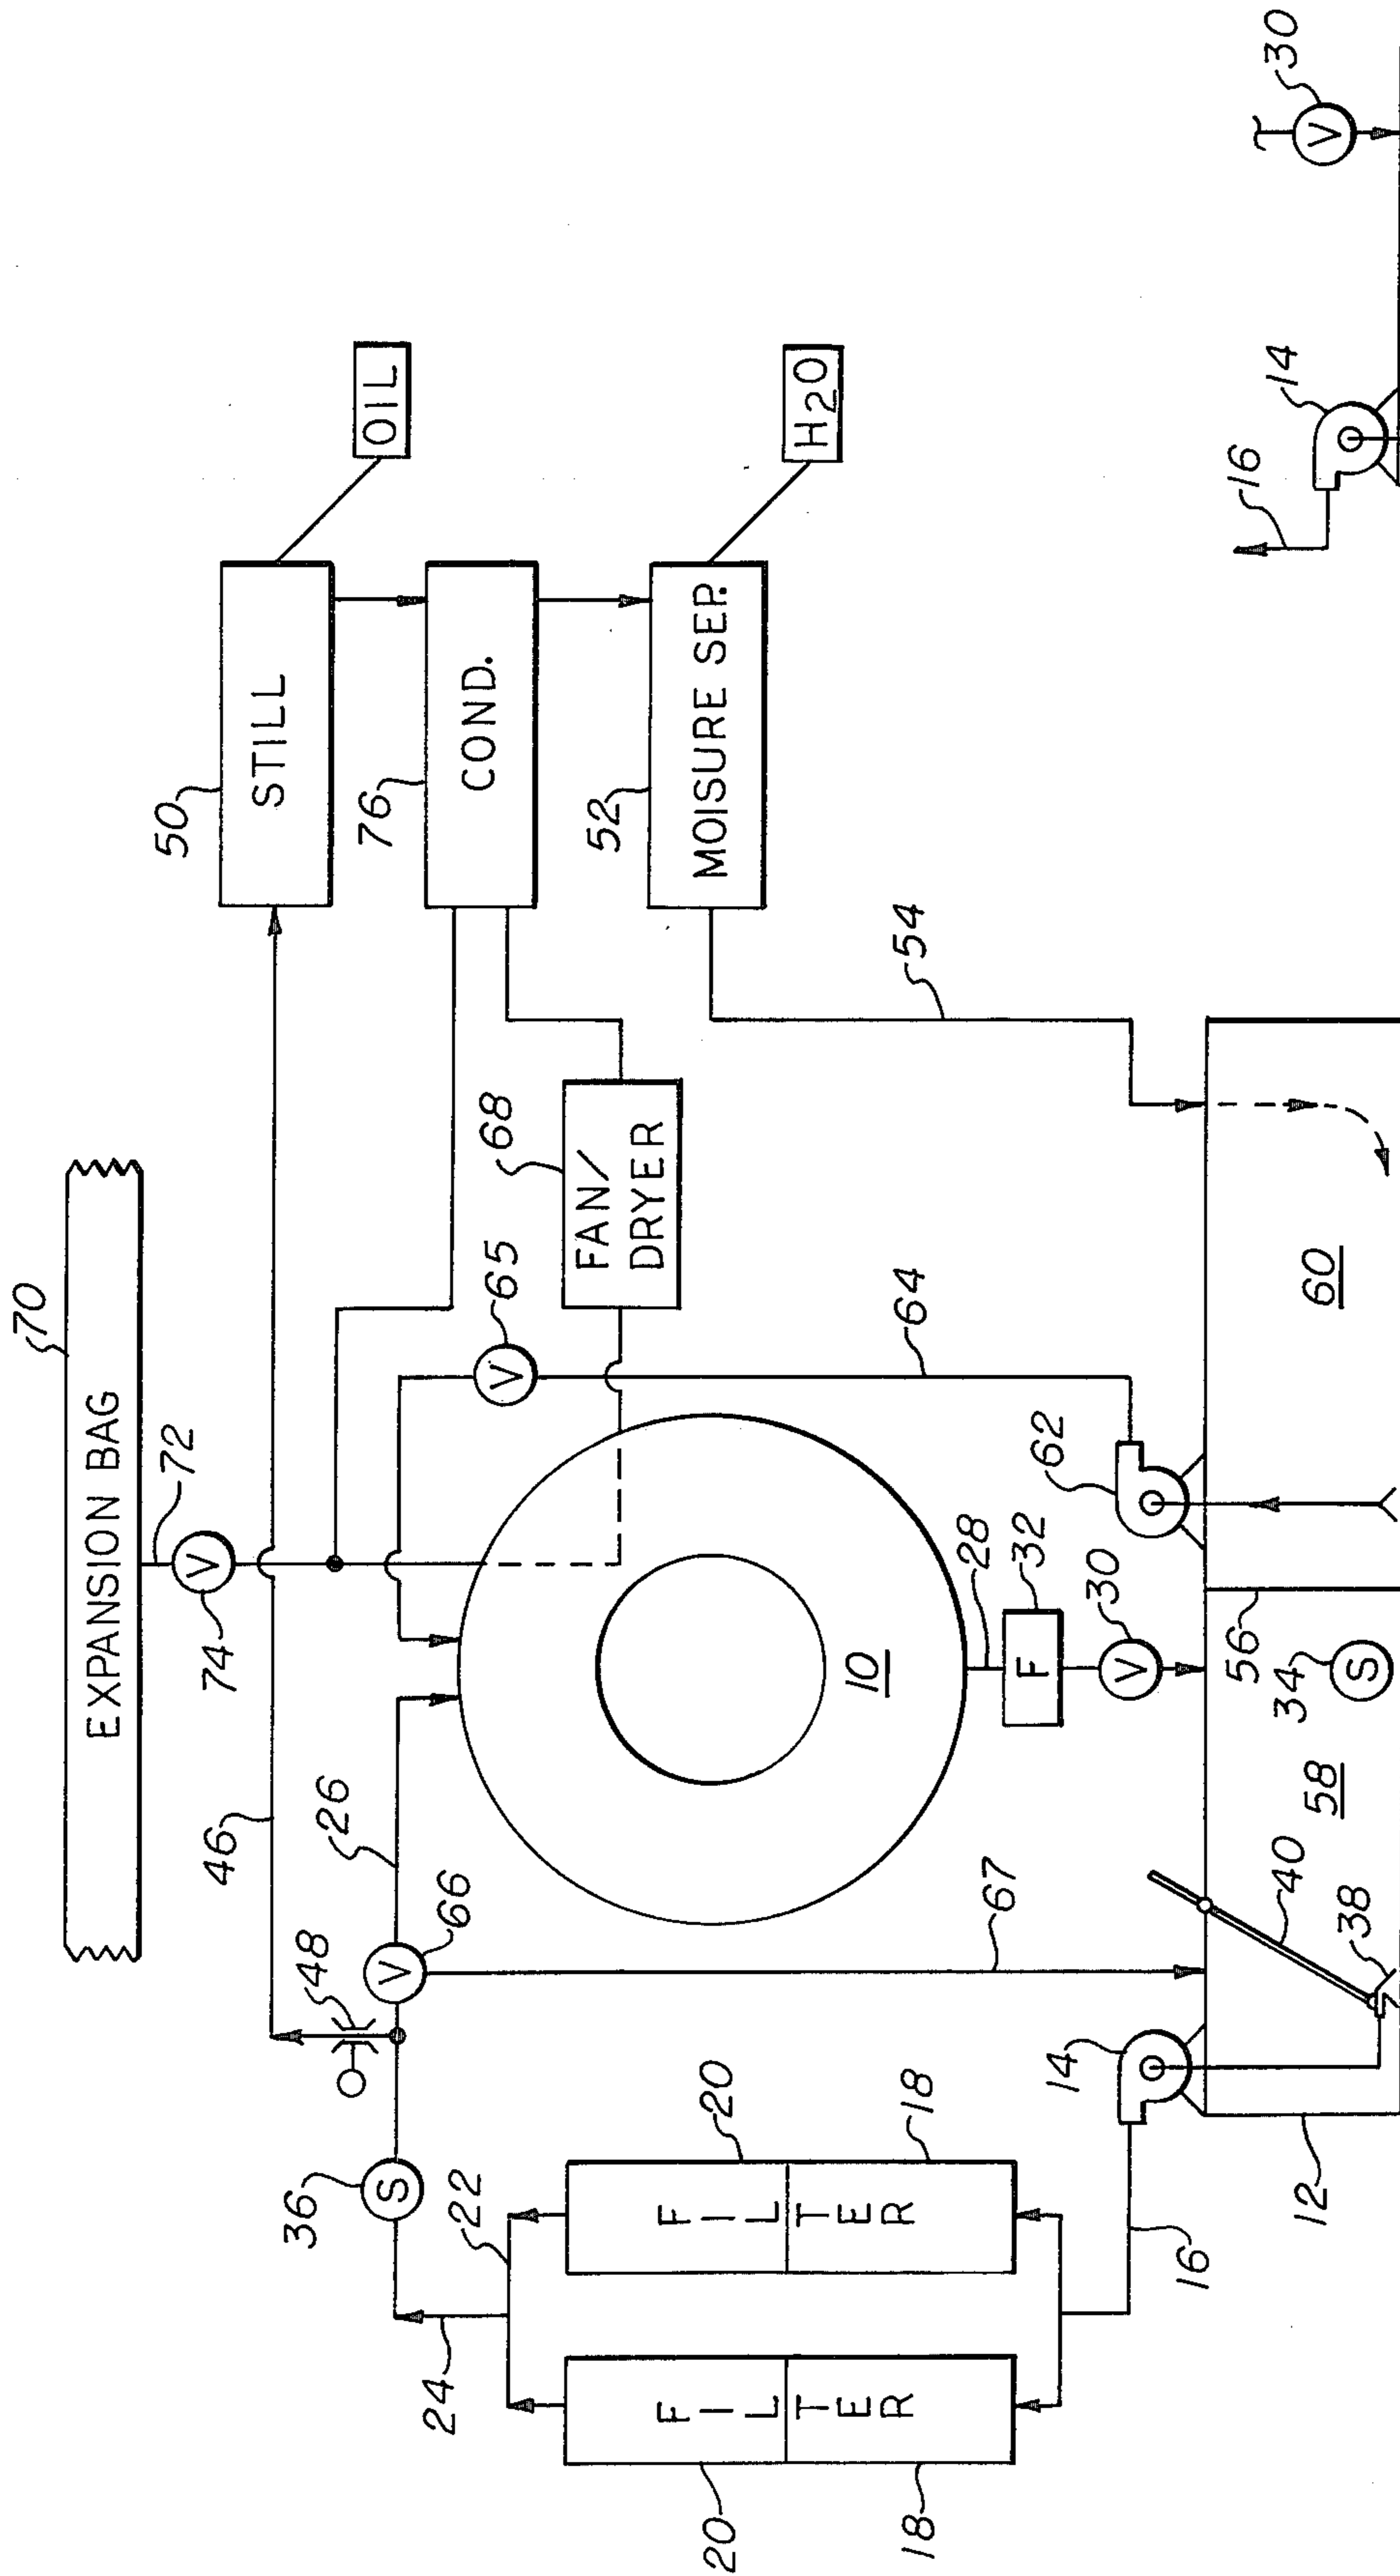 70
EXPANSION BAG
72
74
46
48
26
66
36
24
22
20
20
FILTER
FILTER
18
18
16
14
12
50
STILL
OIL
76
COND.
52
MOISURE SEP.
H2O
68
FAN/
DRYER
65
V
V
V
S
10
28
F
32
V
30
62
64
67
54
56
34
S
58
40
38
60
16
14
V
30